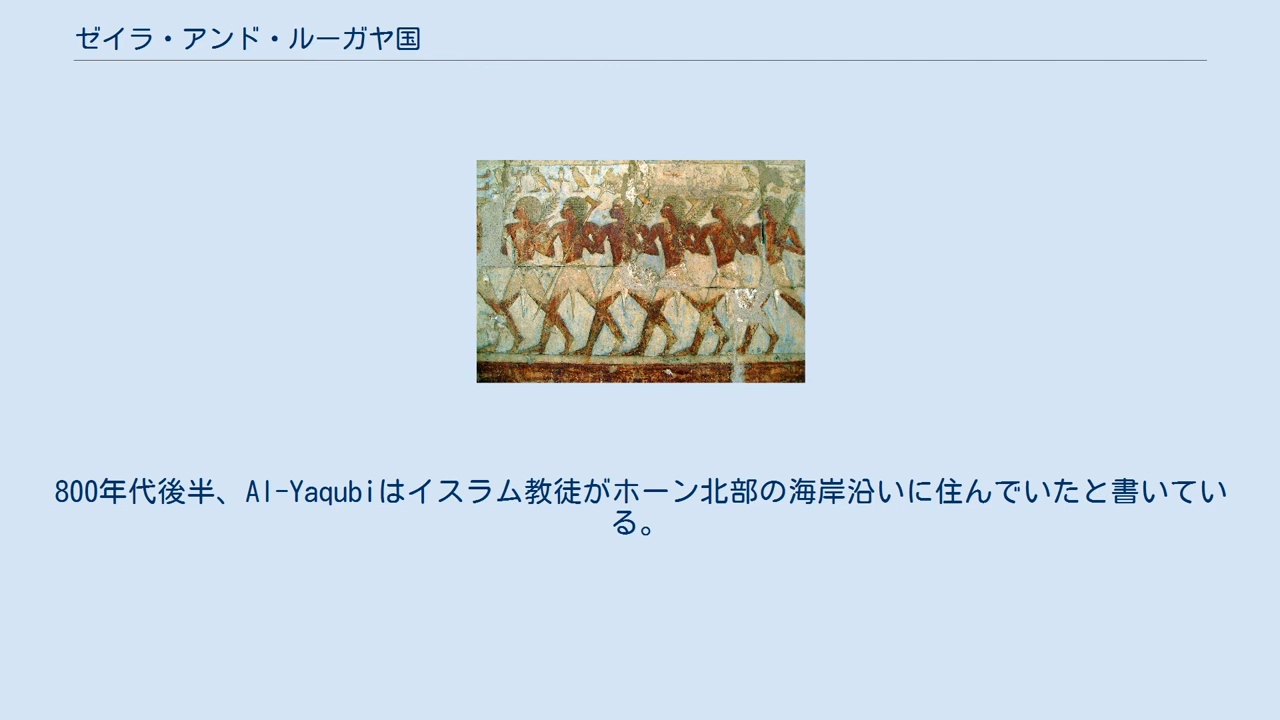 ゼイラ・アンド・ルーガヤ国
800年代後半、Al-Yaqubiはイスラム教徒がホーン北部の海岸沿いに住んでいたと書いてい
る。